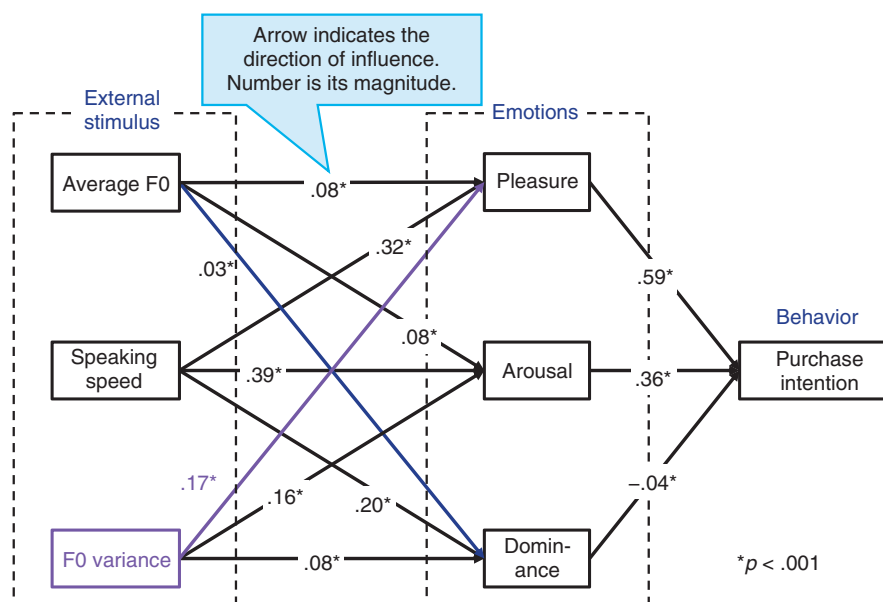 Arrow indicates the
direction of influence.
Number is its magnitude.
External
stimulus
Emotions
Average F0
.08*
Pleasure
.32*
.03*
.59*
.08*
Behavior
Speaking
speed
.39*
Arousal
.36*
Purchase
intention
.17*
.16*
.20*
–.04*
F0 variance
.08*
Domin-
ance
*p < .001